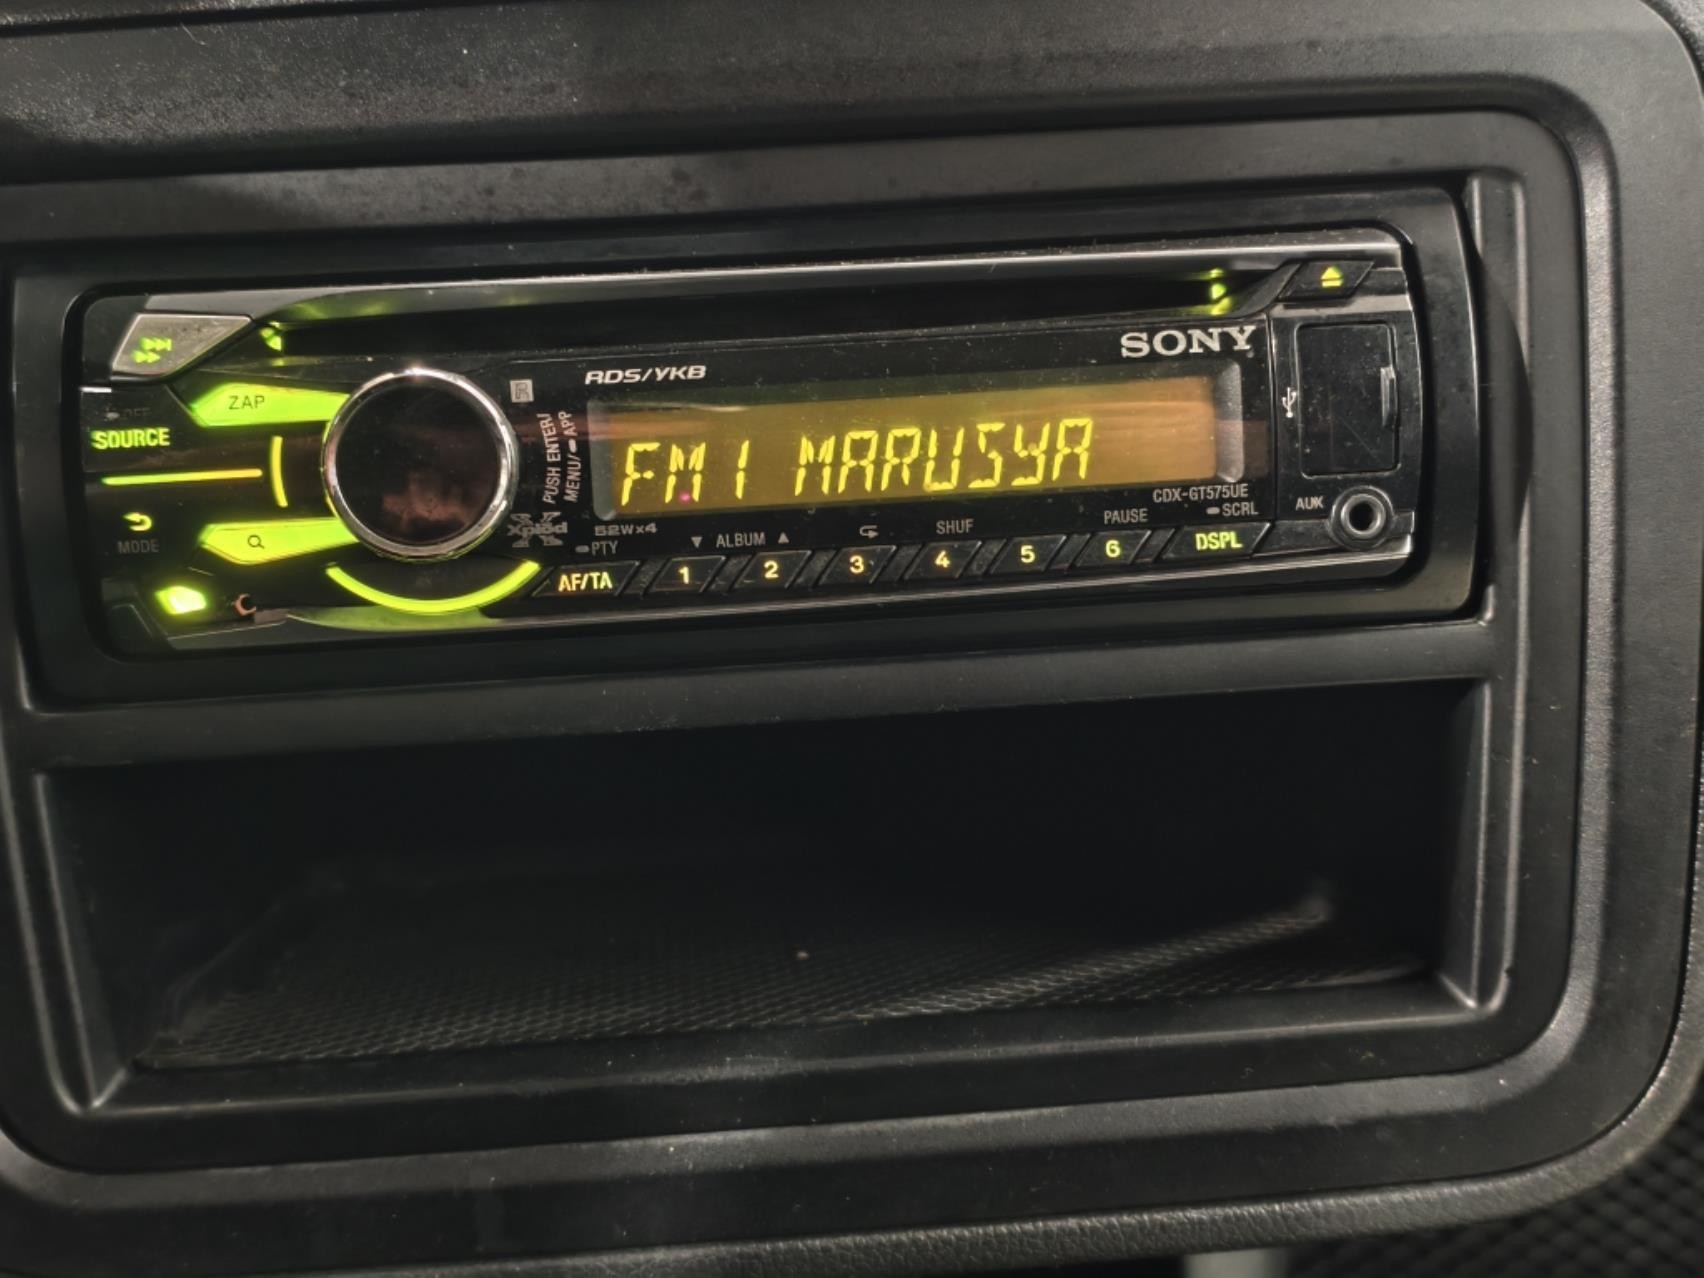 SONY
RDS/YKB
ZAP
OFF
SOURCE
PUSH ENTER/
MENU/ APP
FM1 MARUSYA
CDX-GT575UE
SCRL
AUX
MODE
52W×4
PTY
ALBUM
SHUF
PAUSE
AF/TA
1
2
3
4
5
6
DSPL